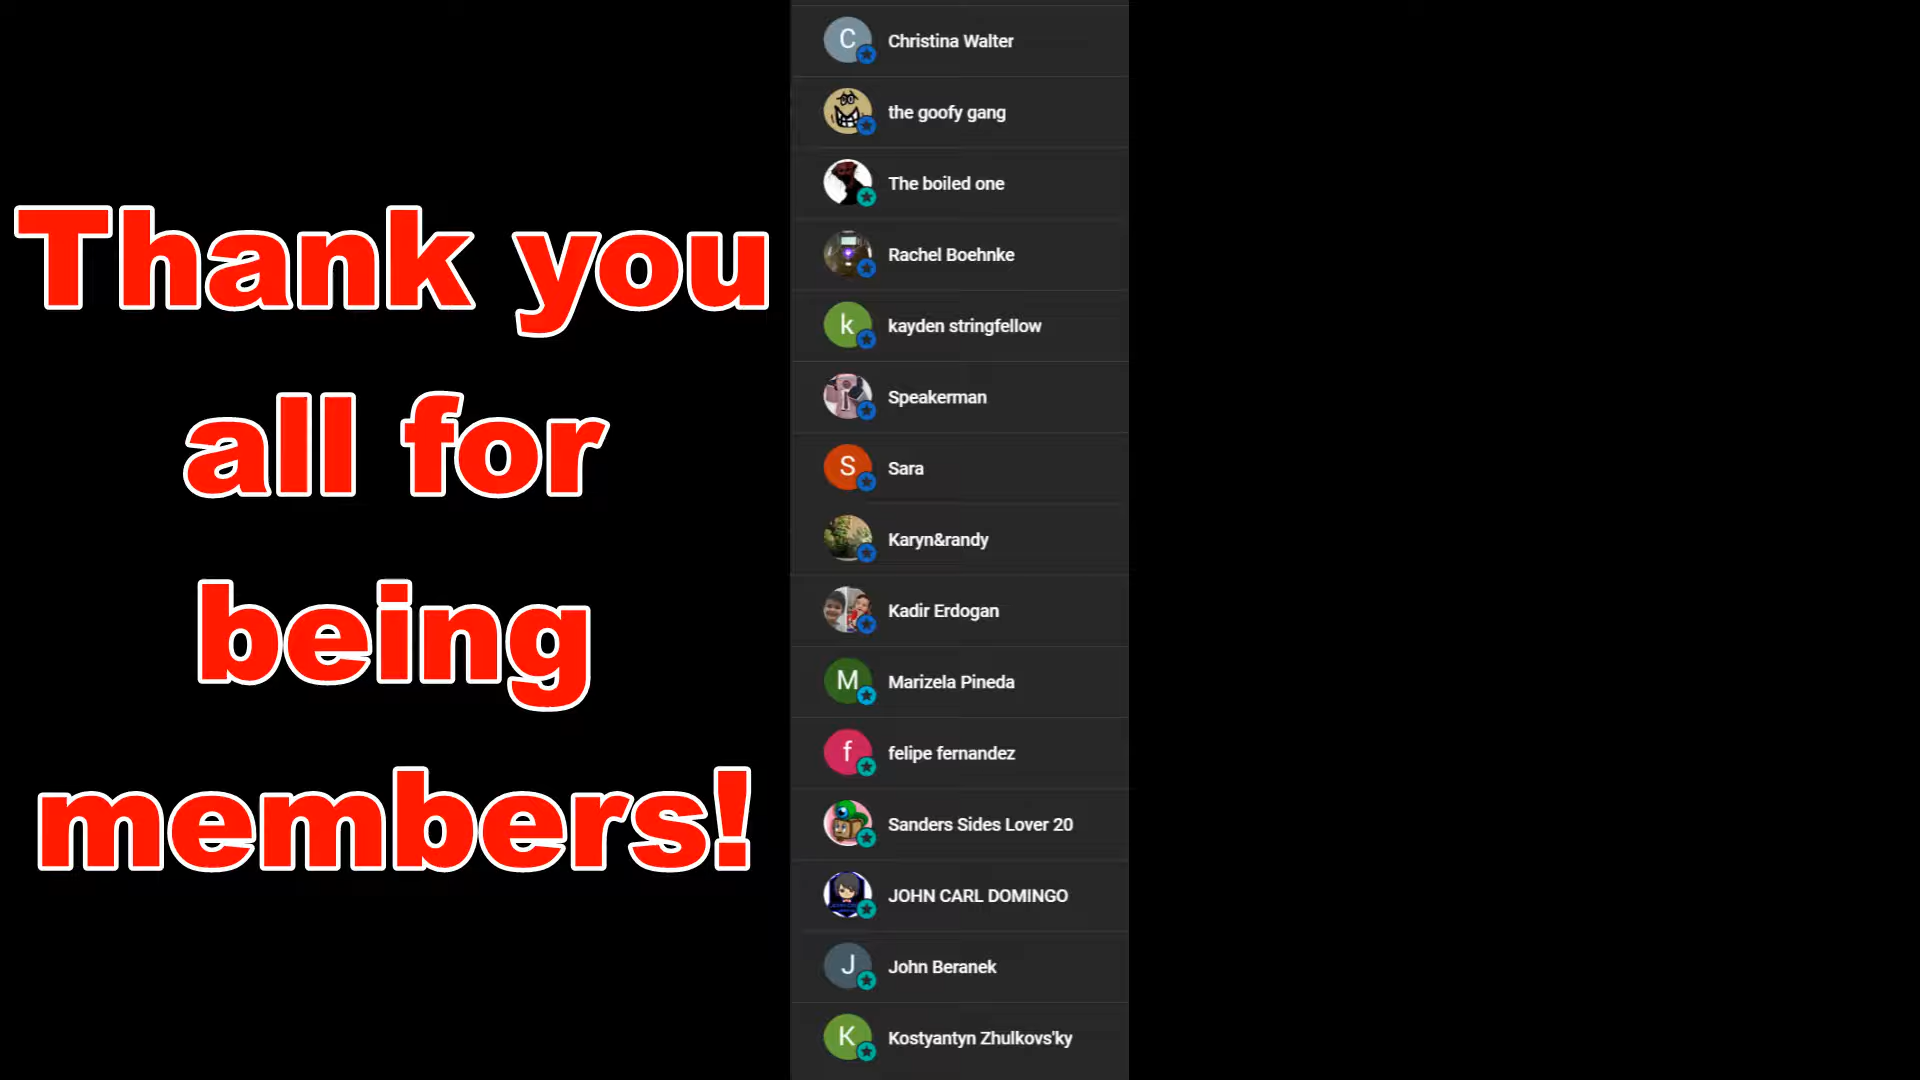 Thank you
all for
being
members!
C Christina Walter
the goofy gang
The boiled one
Rachel Boehnke
k kayden stringfellow
Speakerman
S Sara
Karyn&randy
Kadir Erdogan
M Marizela Pineda
f felipe fernandez
Sanders Sides Lover 20
JOHN CARL DOMINGO
J John Beranek
K Kostyantyn Zhulkovs'ky